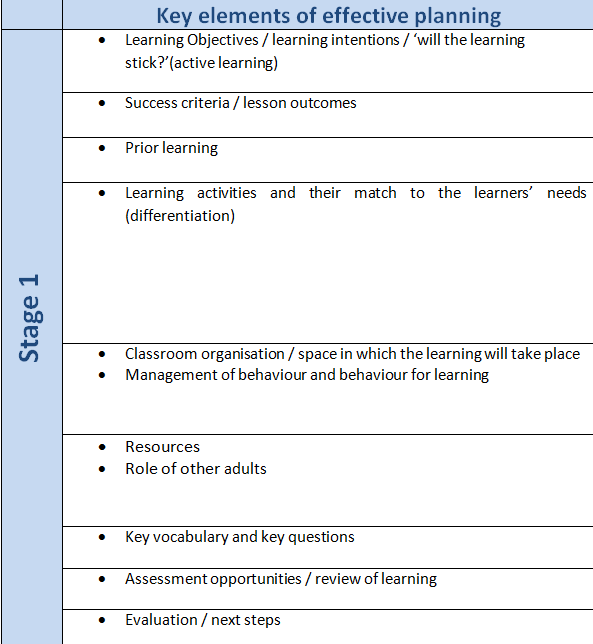 Key elements of effective planning
Stage 1
• Learning Objectives / learning intentions / ‘will the learning
stick?’(active learning)
• Success criteria / lesson outcomes
• Prior learning
• Learning activities and their match to the learners’ needs
(differentiation)
• Classroom organisation / space in which the learning will take place
• Management of behaviour and behaviour for learning
• Resources
• Role of other adults
• Key vocabulary and key questions
• Assessment opportunities / review of learning
• Evaluation / next steps